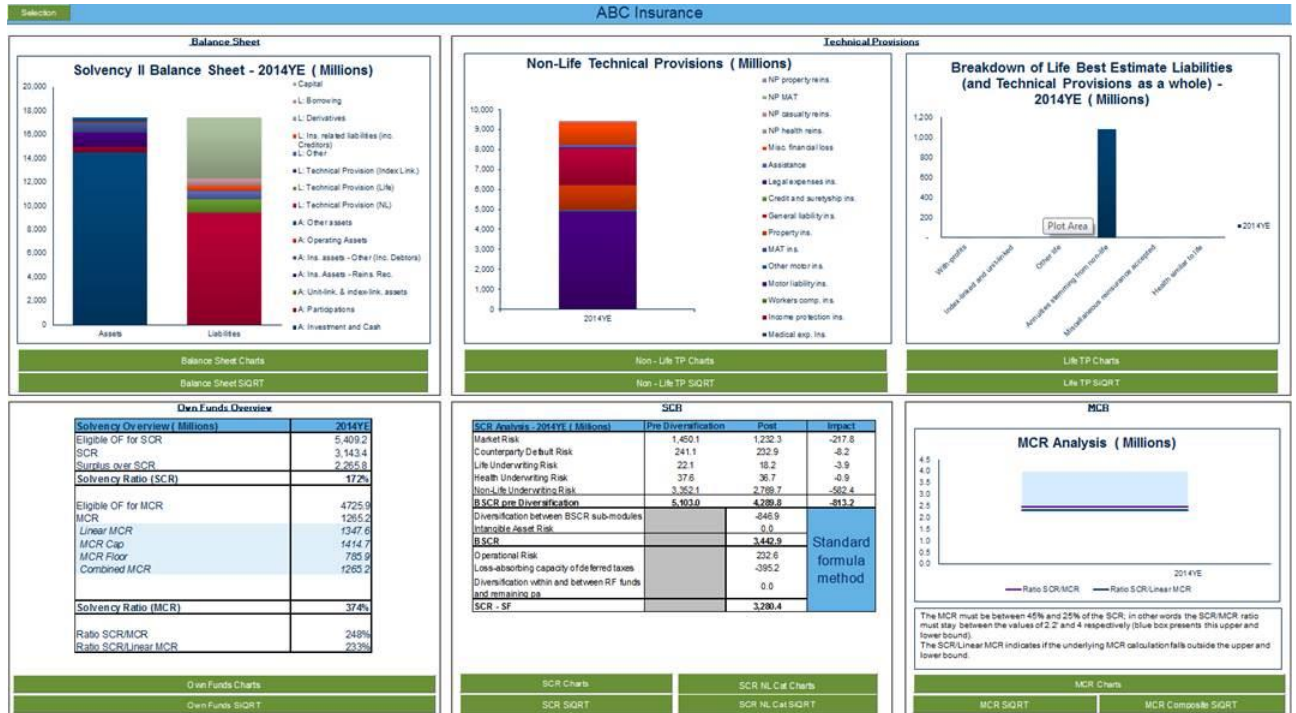 Selection
ABC Insurance
Balance Sheet
Solvency II Balance Sheet - 2014YE ( Millions)
20,000
18,000
16,000
14,000
12,000
10,000
8,000
6,000
4,000
2,000
0
Assets
Liabilities
Capital
L: Borrowing
L: Derivatives
L: Ins. related liabilities (inc.
Creditors)
L: Other
L: Technical Provision (Index Link.)
L: Technical Provision (Life)
L: Technical Provision (NL)
A: Other assets
A: Operating Assets
A: Ins. assets - Other (Inc. Debtors)
A: Ins. Assets - Reins. Rec.
A: Unit-link. & index-link. assets
A: Participations
A: Investment and Cash
Balance Sheet Charts
Balance Sheet SiQRT
Technical Provisions
Non-Life Technical Provisions ( Millions)
10,000
9,000
8,000
7,000
6,000
5,000
4,000
3,000
2,000
1,000
0
2014YE
NP property reins.
NP MAT
NP casualty reins.
NP health reins.
Misc. financial loss
Assistance
Legal expenses ins.
Credit and suretyship ins.
General liability ins.
Property ins.
MAT ins.
Other motor ins.
Motor liability ins.
Workers comp. ins.
Income protection ins.
Medical exp. Ins.
Non - Life TP Charts
Non - Life TP SiQRT
Breakdown of Life Best Estimate Liabilities
(and Technical Provisions as a whole) -
2014YE ( Millions)
1,200
1,000
800
600
400
200
-
Plot Area
2014YE
With-profits
Index-linked and unit-linked
Other life
Annuities stemming from non-life
Miscellaneous reinsurance accepted
Health similar to life
Life TP Charts
Life TP SiQRT
Own Funds Overview
Solvency Overview ( Millions) 2014YE
Eligible OF for SCR 5,409.2
SCR 3,143.4
Surplus over SCR 2,265.8
Solvency Ratio (SCR) 172%
Eligible OF for MCR 4725.9
MCR 1265.2
Linear MCR 1347.6
MCR Cap 1414.7
MCR Floor 785.9
Combined MCR 1265.2
Solvency Ratio (MCR) 374%
Ratio SCR/MCR 248%
Ratio SCR/Linear MCR 233%
Own Funds Charts
Own Funds SiQRT
SCR
SCR Analysis - 2014YE ( Millions) Pre Diversification Post Impact
Market Risk 1,450.1 1,232.3 -217.8
Counterparty Default Risk 241.1 232.9 -8.2
Life Underwriting Risk 22.1 18.2 -3.9
Health Underwriting Risk 37.6 36.7 -0.9
Non-Life Underwriting Risk 3,352.1 2,769.7 -582.4
BSCR pre Diversification 5,103.0 4,289.8 -813.2
Diversification between BSCR sub-modules -846.9
Intangible Asset Risk 0.0
BSCR 3,442.9
Operational Risk 232.6
Loss-absorbing capacity of deferred taxes -395.2
Diversification within and between RF funds
and remaining pa 0.0
SCR - SF 3,280.4
Standard
formula
method
SCR Charts
SCR NL Cat Charts
SCR SiQRT
SCR NL Cat SiQRT
MCR
MCR Analysis ( Millions)
4.5
4.0
3.5
3.0
2.5
2.0
1.5
1.0
0.5
0.0
2014YE
Ratio SCR/MCR
Ratio SCR/Linear MCR
The MCR must be between 45% and 25% of the SCR; in other words the SCR/MCR ratio
must stay between the values of 2.2' and 4 respectively (blue box presents this upper and
lower bound).
The SCR/Linear MCR indicates if the underlying MCR calculation falls outside the upper and
lower bound.
MCR Charts
MCR SiQRT
MCR Composite SiQRT